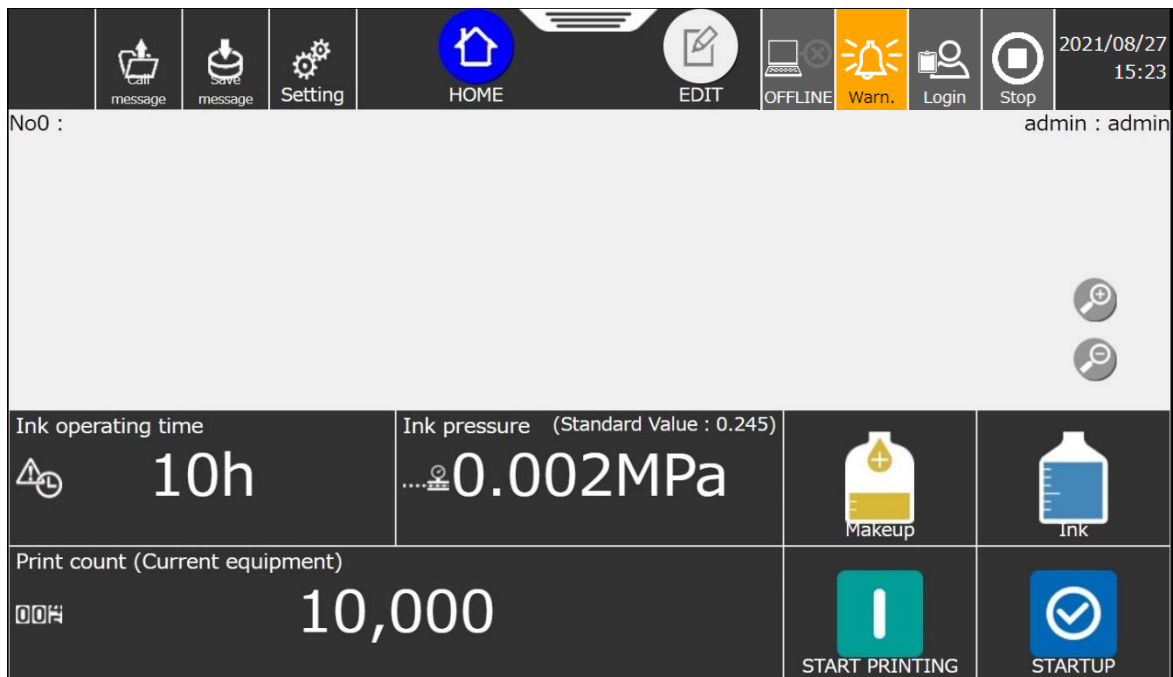 Call
message
Save
message
Setting
HOME
EDIT
OFFLINE
Warn.
Login
Stop
2021/08/27
15:23
No0 :
admin : admin
Ink operating time
10h
Ink pressure (Standard Value : 0.245)
0.002MPa
Makeup
Ink
Print count (Current equipment)
10,000
START PRINTING
STARTUP